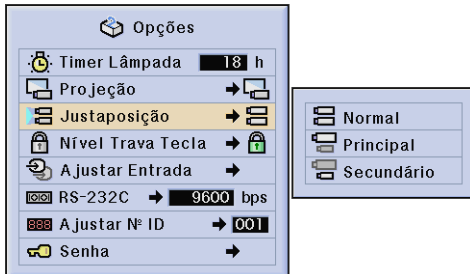 Opções
Timer Lâmpada 18 h
Projeção
Justaposição
Nível Trava Tecla
Ajustar Entrada
RS-232C 9600 bps
Ajustar Nº ID 001
Senha
Normal
Principal
Secundário